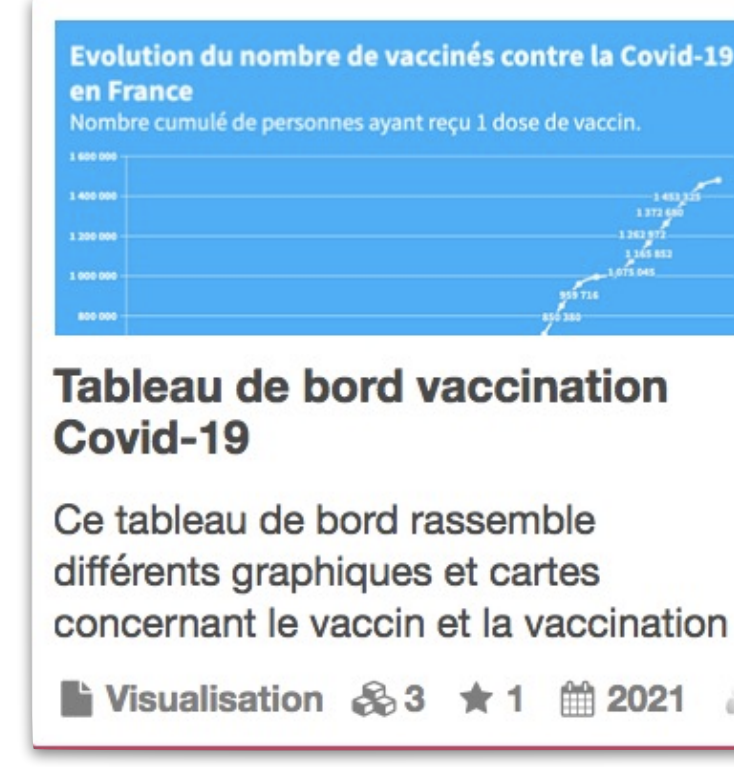 Evolution du nombre de vaccinés contre la Covid-19
en France
Nombre cumulé de personnes ayant reçu 1 dose de vaccin.
1 600 000
1 400 000
1 453 325
1 372 680
1 200 000
1 262 972
1 165 852
1 000 000
1 075 045
959 716
800 000
850 380
Tableau de bord vaccination
Covid-19
Ce tableau de bord rassemble
différents graphiques et cartes
concernant le vaccin et la vaccination
Visualisation 3 1 2021